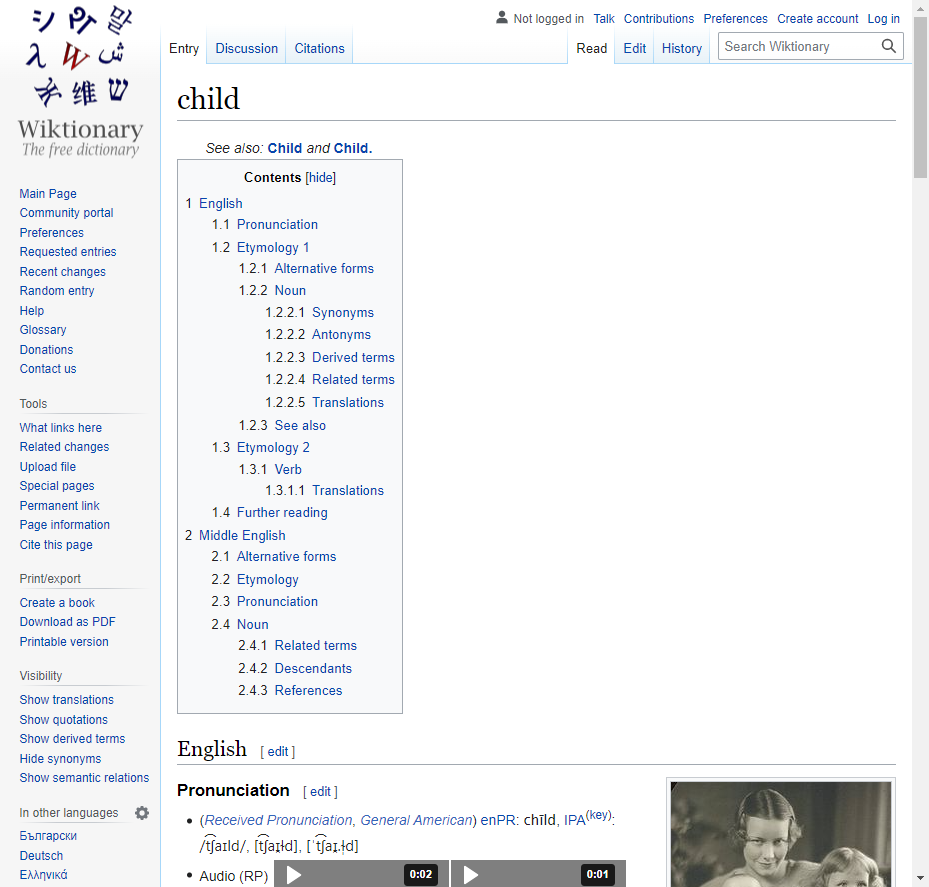 Not logged in Talk Contributions Preferences Create account Log in
Entry Discussion Citations Read Edit History Search Wiktionary
シ
W
ש
维
Wiktionary
The free dictionary
Main Page
Community portal
Preferences
Requested entries
Recent changes
Random entry
Help
Glossary
Donations
Contact us
Tools
What links here
Related changes
Upload file
Special pages
Permanent link
Page information
Cite this page
Print/export
Create a book
Download as PDF
Printable version
Visibility
Show translations
Show quotations
Show derived terms
Hide synonyms
Show semantic relations
In other languages
Български
Deutsch
Ελληνικά
child
See also: Child and Child.
Contents [hide]
1 English
1.1 Pronunciation
1.2 Etymology 1
1.2.1 Alternative forms
1.2.2 Noun
1.2.2.1 Synonyms
1.2.2.2 Antonyms
1.2.2.3 Derived terms
1.2.2.4 Related terms
1.2.2.5 Translations
1.2.3 See also
1.3 Etymology 2
1.3.1 Verb
1.3.1.1 Translations
1.4 Further reading
2 Middle English
2.1 Alternative forms
2.2 Etymology
2.3 Pronunciation
2.4 Noun
2.4.1 Related terms
2.4.2 Descendants
2.4.3 References
English [ edit ]
Pronunciation [ edit ]
• (Received Pronunciation, General American) enPR: chīld, IPA(key):
/t͡ʃaɪld/, [t͡ʃaɪ̯ɫd], [ˈt͡ʃaɪ̯.ɫ̩d]
• Audio (RP) 0:02 0:01